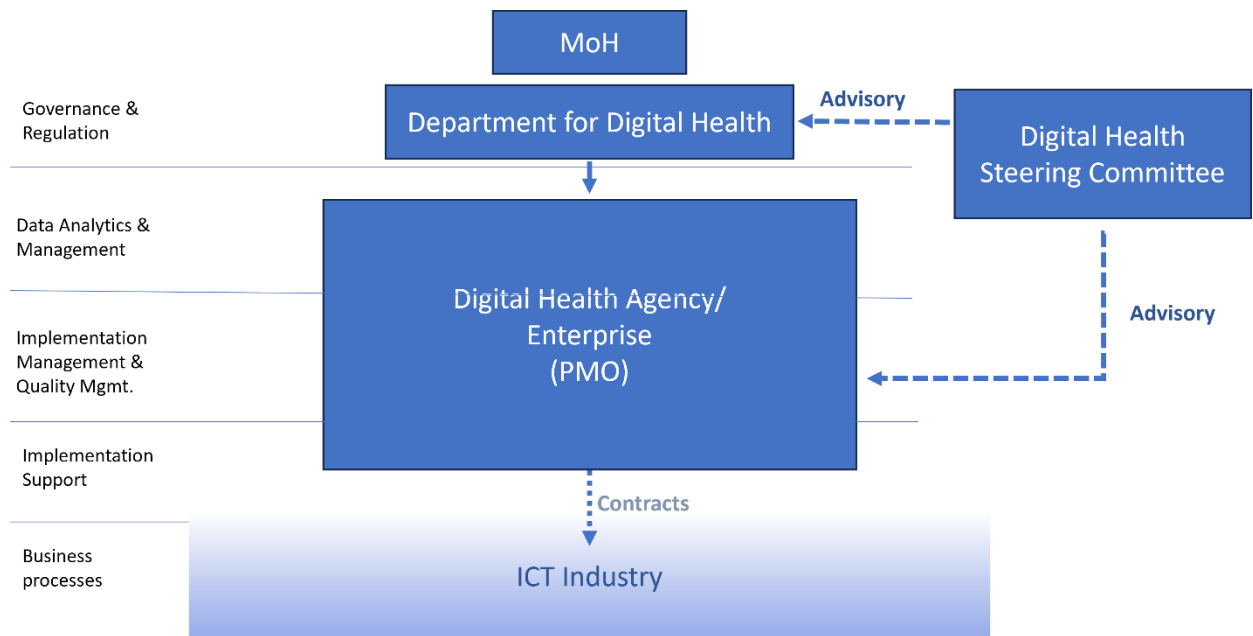 MoH
Governance &
Regulation
Department for Digital Health
Advisory
Digital Health
Steering Committee
Data Analytics &
Management
Digital Health Agency/
Enterprise
(PMO)
Advisory
Implementation
Management &
Quality Mgmt.
Implementation
Support
Contracts
Business
processes
ICT Industry